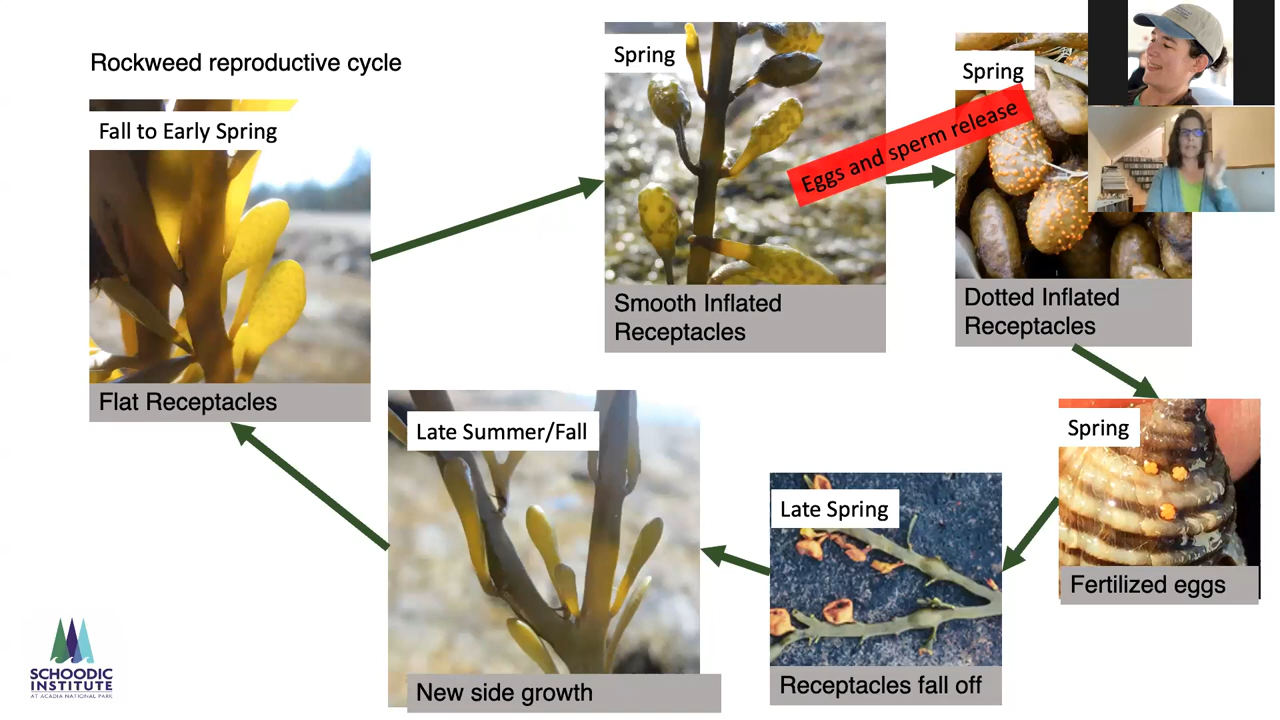 Rockweed reproductive cycle
Fall to Early Spring
Flat Receptacles
Spring
Smooth Inflated
Receptacles
Eggs and sperm release
Spring
Dotted Inflated
Receptacles
Spring
Fertilized eggs
Late Spring
Receptacles fall off
Late Summer/Fall
New side growth
SCHOODIC
INSTITUTE
AT ACADIA NATIONAL PARK